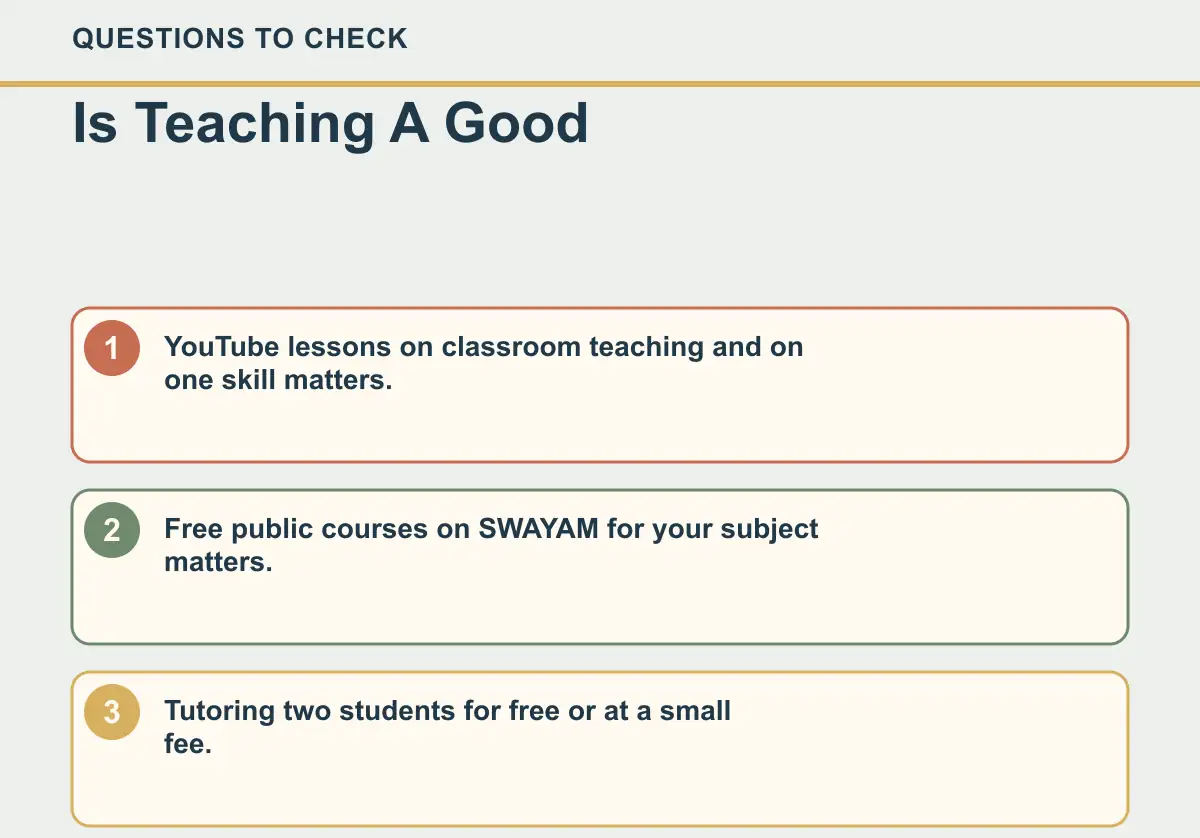 QUESTIONS TO CHECK
Is Teaching A Good
1
YouTube lessons on classroom teaching and on
one skill matters.
2
Free public courses on SWAYAM for your subject
matters.
3
Tutoring two students for free or at a small
fee.